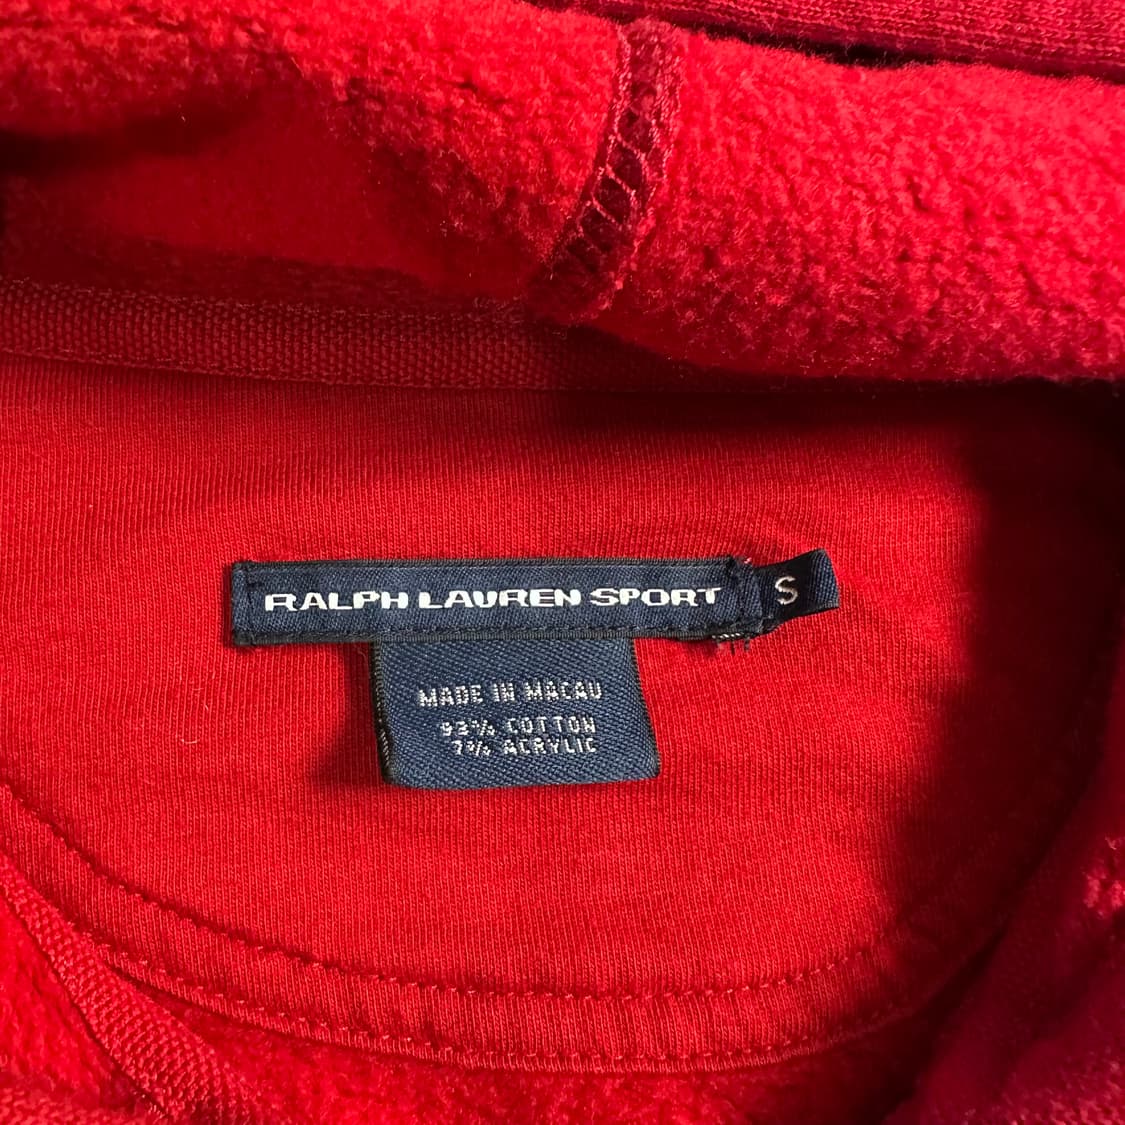 RALPH LAUREN SPORT
S
MADE IN MACAU
93% COTTON
7% ACRYLIC